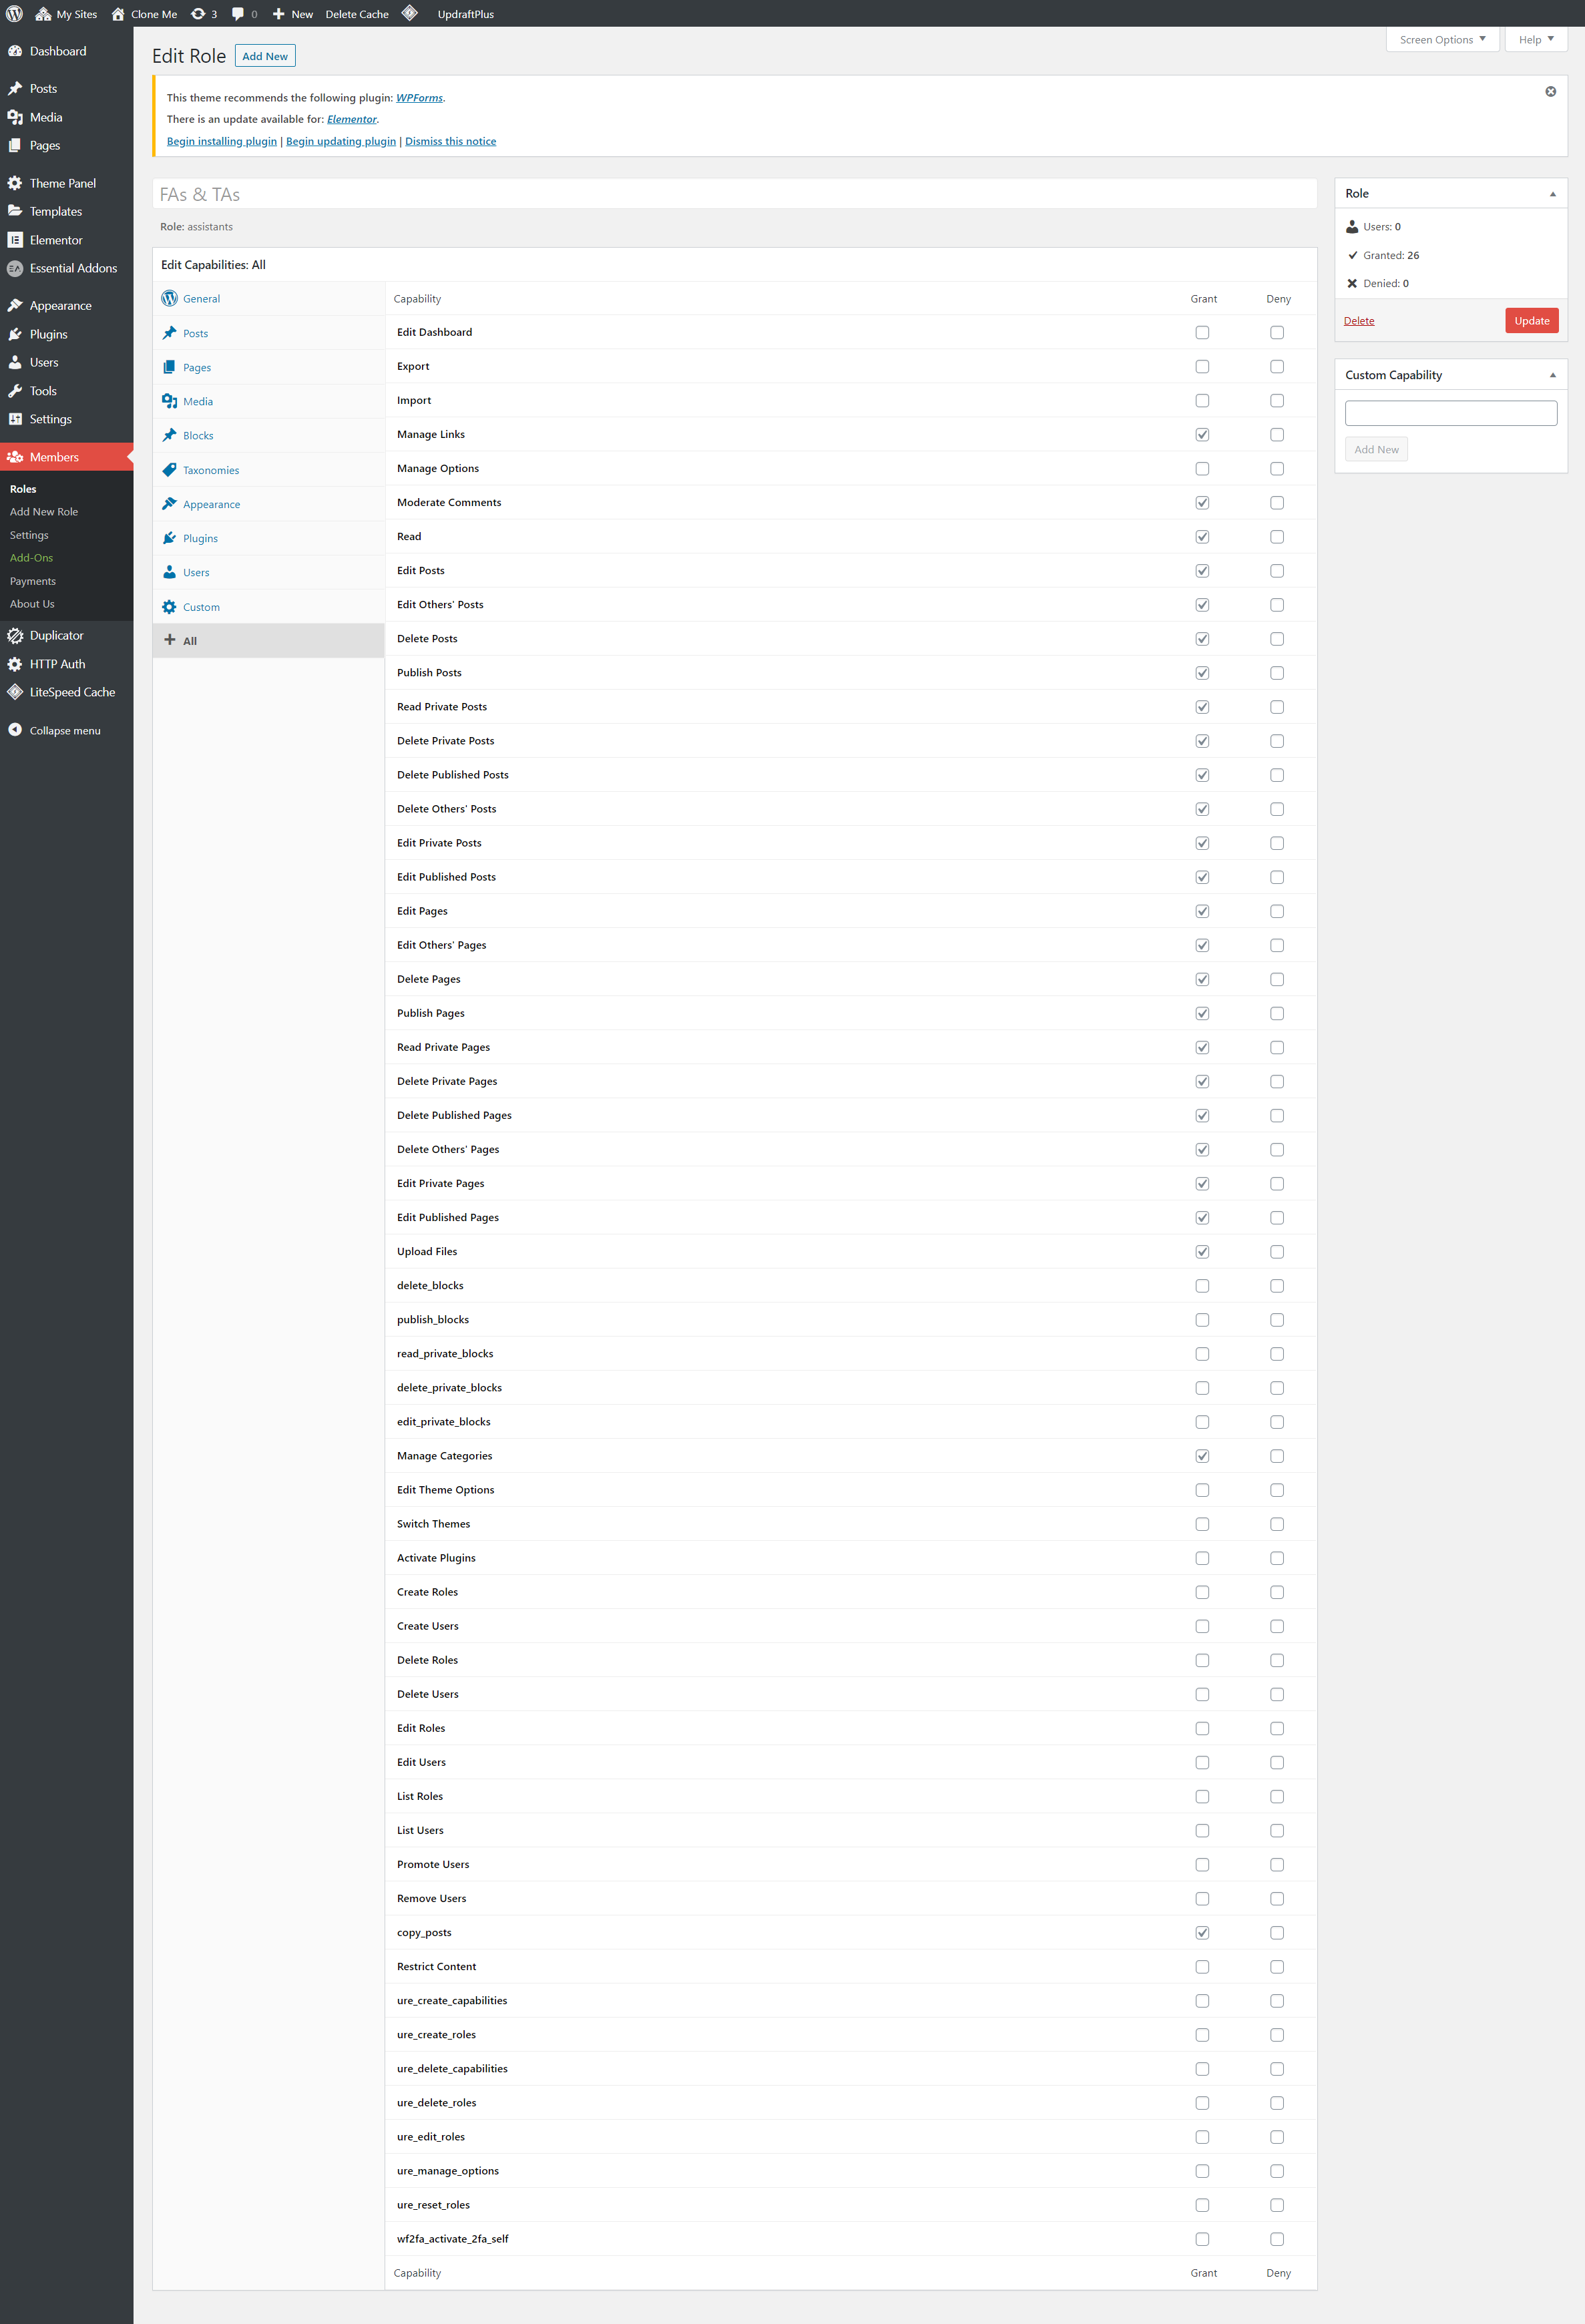 My Sites Clone Me 3 0 New Delete Cache UpdraftPlus
Dashboard
Posts
Media
Pages
Theme Panel
Templates
Elementor
Essential Addons
Appearance
Plugins
Users
Tools
Settings
Members
Roles
Add New Role
Settings
Add-Ons
Payments
About Us
Duplicator
HTTP Auth
LiteSpeed Cache
Collapse menu
Screen Options Help
Edit Role Add New
This theme recommends the following plugin: WPForms.
There is an update available for: Elementor.
Begin installing plugin | Begin updating plugin | Dismiss this notice
FAs & TAs
Role: assistants
Edit Capabilities: All
General
Posts
Pages
Media
Blocks
Taxonomies
Appearance
Plugins
Users
Custom
All
Capability Grant Deny
Edit Dashboard
Export
Import
Manage Links
Manage Options
Moderate Comments
Read
Edit Posts
Edit Others' Posts
Delete Posts
Publish Posts
Read Private Posts
Delete Private Posts
Delete Published Posts
Delete Others' Posts
Edit Private Posts
Edit Published Posts
Edit Pages
Edit Others' Pages
Delete Pages
Publish Pages
Read Private Pages
Delete Private Pages
Delete Published Pages
Delete Others' Pages
Edit Private Pages
Edit Published Pages
Upload Files
delete_blocks
publish_blocks
read_private_blocks
delete_private_blocks
edit_private_blocks
Manage Categories
Edit Theme Options
Switch Themes
Activate Plugins
Create Roles
Create Users
Delete Roles
Delete Users
Edit Roles
Edit Users
List Roles
List Users
Promote Users
Remove Users
copy_posts
Restrict Content
ure_create_capabilities
ure_create_roles
ure_delete_capabilities
ure_delete_roles
ure_edit_roles
ure_manage_options
ure_reset_roles
wf2fa_activate_2fa_self
Capability Grant Deny
Role
Users: 0
Granted: 26
Denied: 0
Delete Update
Custom Capability
Add New